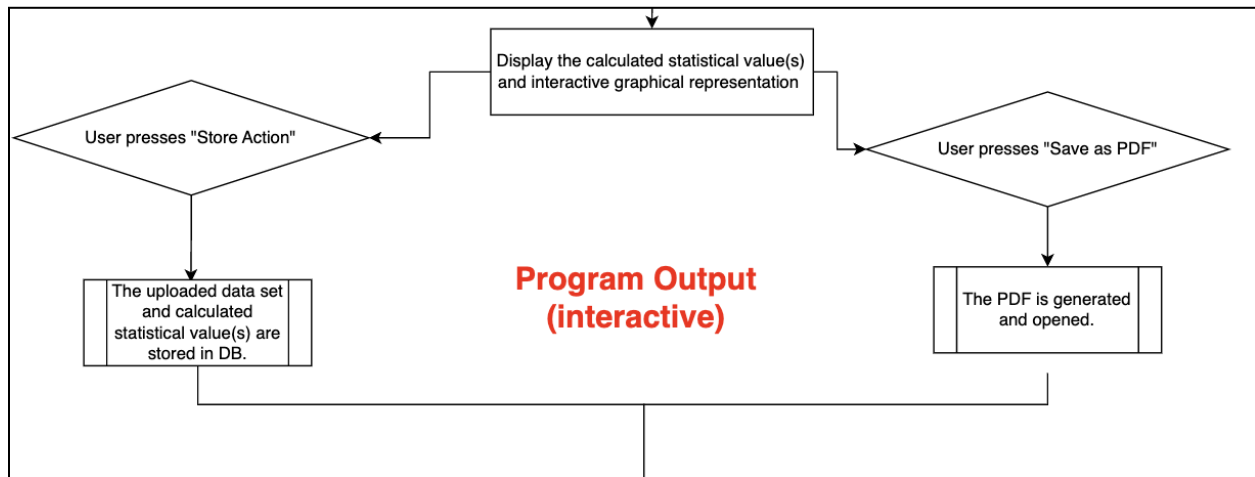 Display the calculated statistical value(s)
and interactive graphical representation
User presses "Store Action"
User presses "Save as PDF"
Program Output
(interactive)
The uploaded data set
and calculated
statistical value(s) are
stored in DB.
The PDF is generated
and opened.